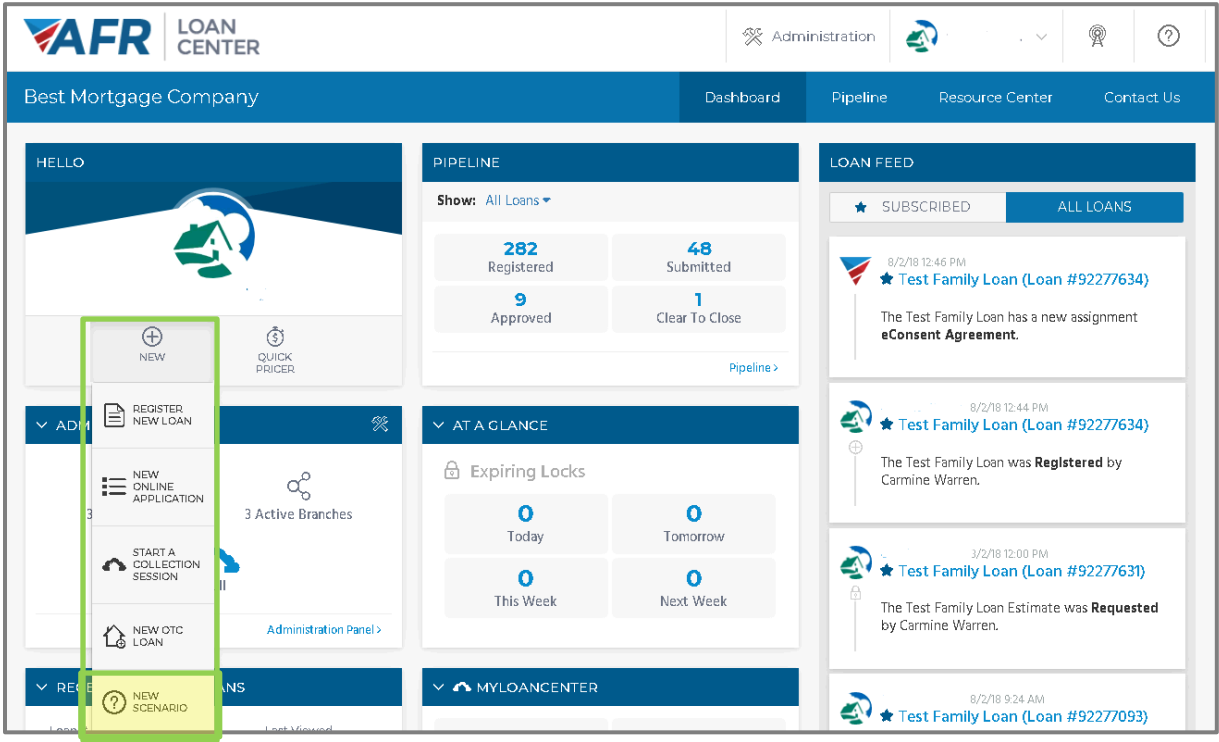 AFR
LOAN
CENTER
Administration
Best Mortgage Company
Dashboard
Pipeline
Resource Center
Contact Us
HELLO
NEW
QUICK
PRICER
REGISTER
NEW LOAN
NEW
ONLINE
APPLICATION
START A
COLLECTION
SESSION
NEW OTC
LOAN
NEW
SCENARIO
PIPELINE
Show: All Loans
282
Registered
48
Submitted
9
Approved
1
Clear To Close
Pipeline >
ADM
3
3 Active Branches
Administration Panel >
AT A GLANCE
Expiring Locks
0
Today
0
Tomorrow
0
This Week
0
Next Week
MYLOANCENTER
Last Viewed
LOAN FEED
SUBSCRIBED
ALL LOANS
8/2/18 12:46 PM
Test Family Loan (Loan #92277634)
The Test Family Loan has a new assignment
eConsent Agreement.
8/2/18 12:44 PM
Test Family Loan (Loan #92277634)
The Test Family Loan was Registered by
Carmine Warren.
3/2/18 12:00 PM
Test Family Loan (Loan #92277631)
The Test Family Loan Estimate was Requested
by Carmine Warren.
8/2/18 9:24 AM
Test Family Loan (Loan #92277093)